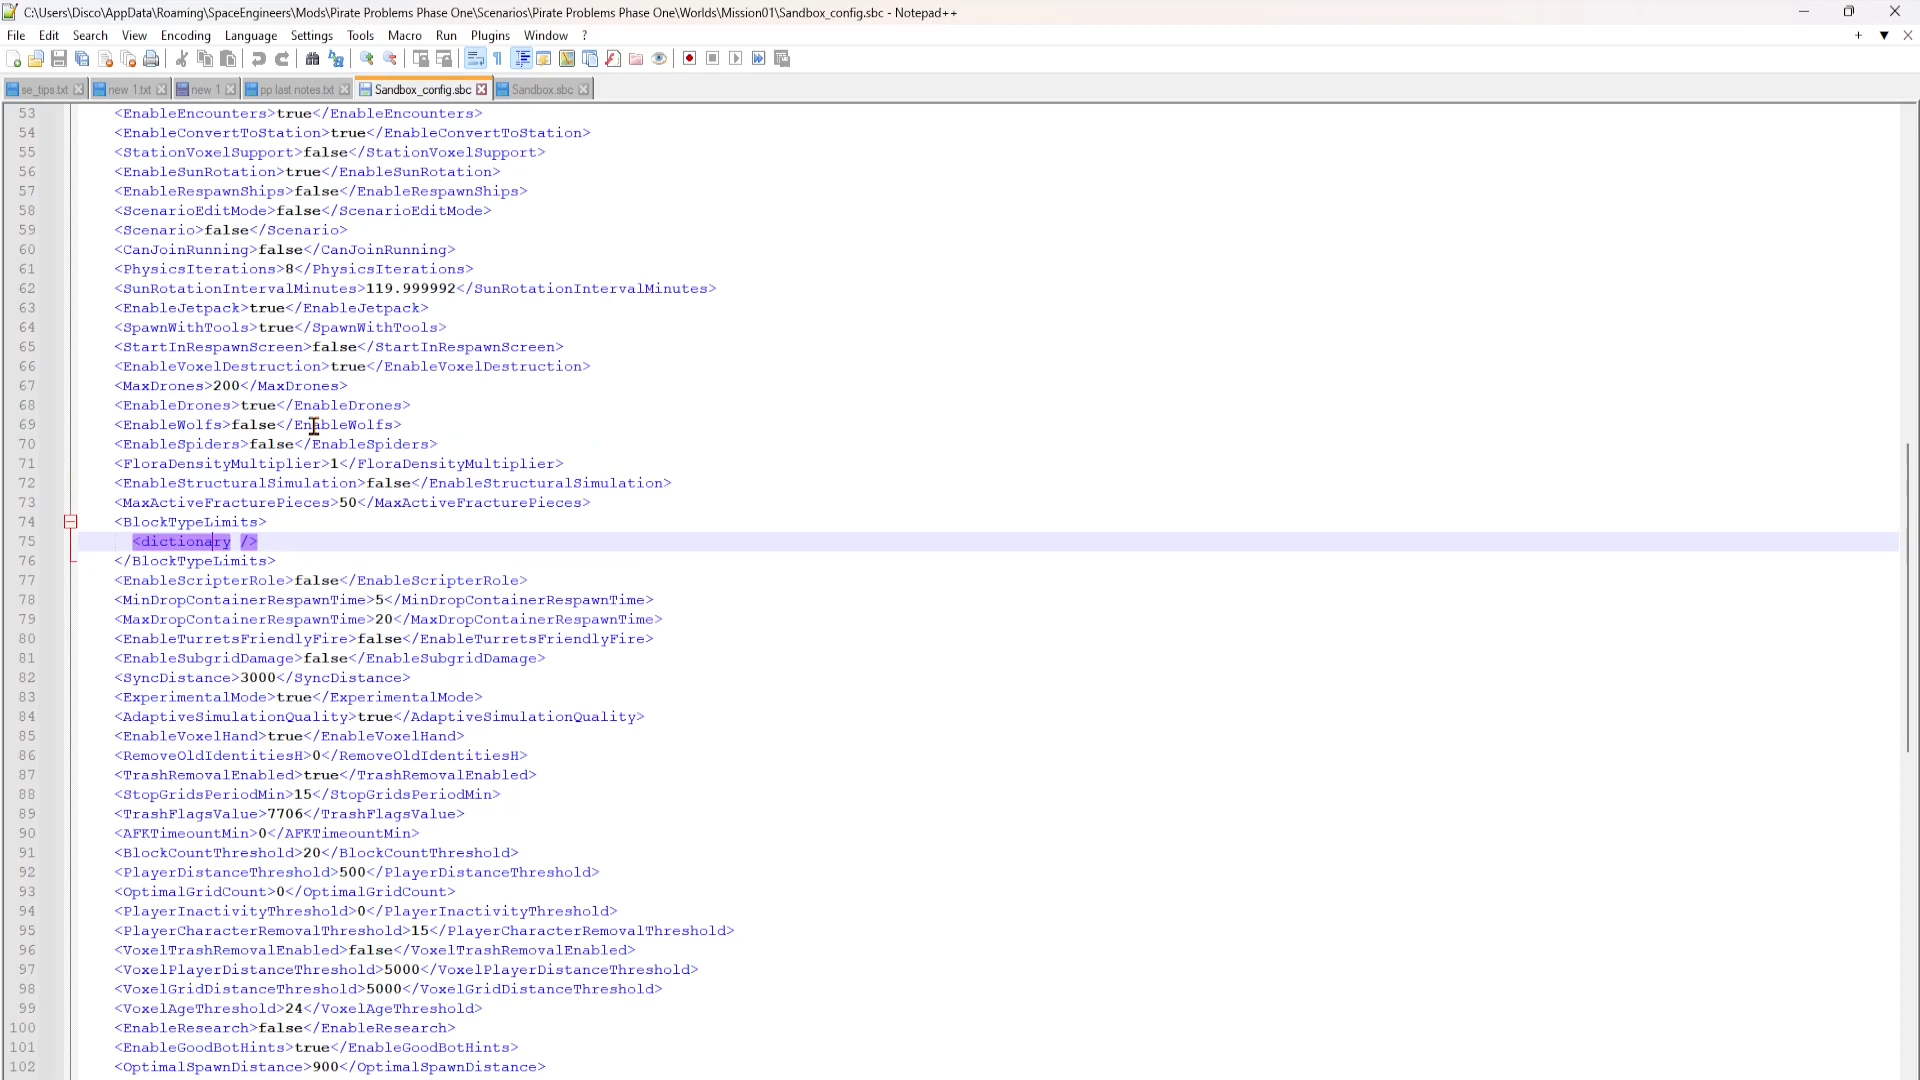 C:\Users\Disco\AppData\Roaming\SpaceEngineers\Mods\Pirate Problems Phase One\Scenarios\Pirate Problems Phase One\Worlds\Mission01\Sandbox_config.sbc - Notepad++
File Edit Search View Encoding Language Settings Tools Macro Run Plugins Window ?
se_tips.txt new 1.txt new 1 pp last notes.txt Sandbox_config.sbc Sandbox.sbc
53 <EnableEncounters>true</EnableEncounters>
54 <EnableConvertToStation>true</EnableConvertToStation>
55 <StationVoxelSupport>false</StationVoxelSupport>
56 <EnableSunRotation>true</EnableSunRotation>
57 <EnableRespawnShips>false</EnableRespawnShips>
58 <ScenarioEditMode>false</ScenarioEditMode>
59 <Scenario>false</Scenario>
60 <CanJoinRunning>false</CanJoinRunning>
61 <PhysicsIterations>8</PhysicsIterations>
62 <SunRotationIntervalMinutes>119.999992</SunRotationIntervalMinutes>
63 <EnableJetpack>true</EnableJetpack>
64 <SpawnWithTools>true</SpawnWithTools>
65 <StartInRespawnScreen>false</StartInRespawnScreen>
66 <EnableVoxelDestruction>true</EnableVoxelDestruction>
67 <MaxDrones>200</MaxDrones>
68 <EnableDrones>true</EnableDrones>
69 <EnableWolfs>false</EnableWolfs>
70 <EnableSpiders>false</EnableSpiders>
71 <FloraDensityMultiplier>1</FloraDensityMultiplier>
72 <EnableStructuralSimulation>false</EnableStructuralSimulation>
73 <MaxActiveFracturePieces>50</MaxActiveFracturePieces>
74 <BlockTypeLimits>
75 <dictionary />
76 </BlockTypeLimits>
77 <EnableScripterRole>false</EnableScripterRole>
78 <MinDropContainerRespawnTime>5</MinDropContainerRespawnTime>
79 <MaxDropContainerRespawnTime>20</MaxDropContainerRespawnTime>
80 <EnableTurretsFriendlyFire>false</EnableTurretsFriendlyFire>
81 <EnableSubgridDamage>false</EnableSubgridDamage>
82 <SyncDistance>3000</SyncDistance>
83 <ExperimentalMode>true</ExperimentalMode>
84 <AdaptiveSimulationQuality>true</AdaptiveSimulationQuality>
85 <EnableVoxelHand>true</EnableVoxelHand>
86 <RemoveOldIdentitiesH>0</RemoveOldIdentitiesH>
87 <TrashRemovalEnabled>true</TrashRemovalEnabled>
88 <StopGridsPeriodMin>15</StopGridsPeriodMin>
89 <TrashFlagsValue>7706</TrashFlagsValue>
90 <AFKTimeountMin>0</AFKTimeountMin>
91 <BlockCountThreshold>20</BlockCountThreshold>
92 <PlayerDistanceThreshold>500</PlayerDistanceThreshold>
93 <OptimalGridCount>0</OptimalGridCount>
94 <PlayerInactivityThreshold>0</PlayerInactivityThreshold>
95 <PlayerCharacterRemovalThreshold>15</PlayerCharacterRemovalThreshold>
96 <VoxelTrashRemovalEnabled>false</VoxelTrashRemovalEnabled>
97 <VoxelPlayerDistanceThreshold>5000</VoxelPlayerDistanceThreshold>
98 <VoxelGridDistanceThreshold>5000</VoxelGridDistanceThreshold>
99 <VoxelAgeThreshold>24</VoxelAgeThreshold>
100 <EnableResearch>false</EnableResearch>
101 <EnableGoodBotHints>true</EnableGoodBotHints>
102 <OptimalSpawnDistance>900</OptimalSpawnDistance>